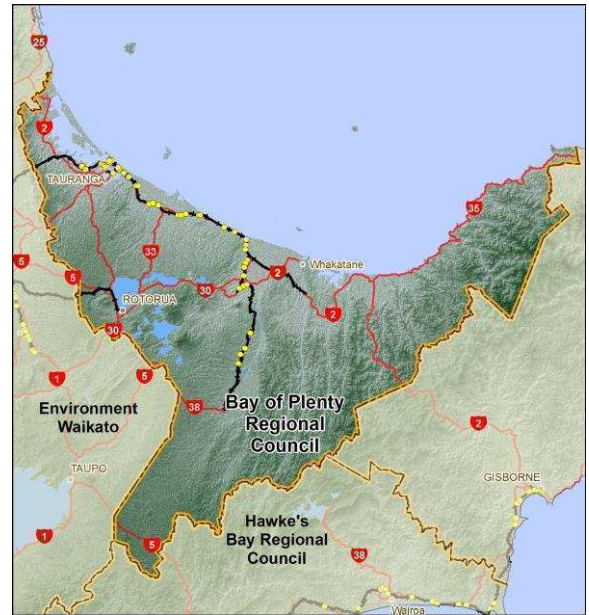 25
2
TAURANGA
35
5
33
5
Whakatane
2
30
ROTORUA
2
30
1
5
38
Bay of Plenty
Regional
Council
Environment
Waikato
2
TAUPO
GISBORNE
Hawke's
Bay Regional
Council
1
5
38
Wairoa